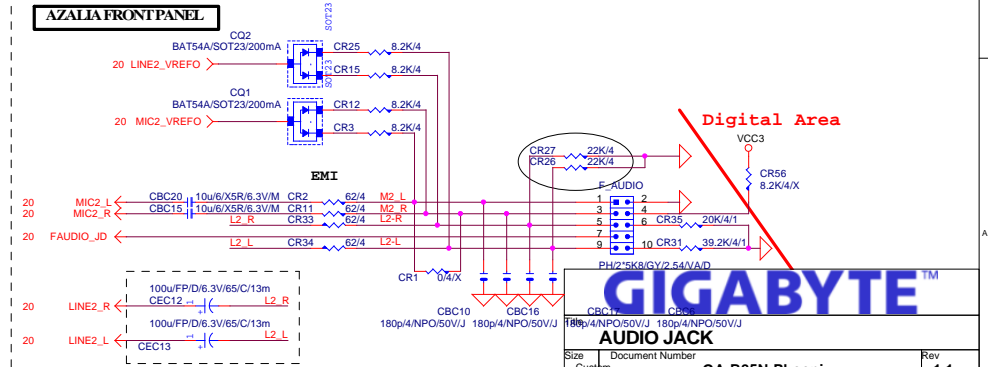 AZALIA FRONT PANEL
SOT23
CQ2
BAT54A/SOT23/200mA
CR25 8.2K/4
20 LINE2_VREFO
CR15 8.2K/4
SOT23
CQ1
BAT54A/SOT23/200mA
CR12 8.2K/4
20 MIC2_VREFO
CR3 8.2K/4
Digital Area
VCC3
CR27 22K/4
CR26 22K/4
CR56
8.2K/4/X
EMI
F_AUDIO
20 MIC2_L CBC20 10u/6/X5R/6.3V/M CR2 62/4 M2_L 1 2
20 MIC2_R CBC15 10u/6/X5R/6.3V/M CR11 62/4 M2_R 3 4
L2_R CR33 62/4 L2-R 5 6 CR35 20K/4/1
20 FAUDIO_JD 7
L2_L CR34 62/4 L2-L 9 10 CR31 39.2K/4/1
A
PH/2*5K8/GY/2.54/VA/D
CR1 0/4/X
100u/FP/D/6.3V/65/C/13m
20 LINE2_R CEC12 1 + L2_R
100u/FP/D/6.3V/65/C/13m
20 LINE2_L CEC13 1 + L2_L
CBC10 CBC16 CBC17 CBC6
180p/4/NPO/50V/J 180p/4/NPO/50V/J 180p/4/NPO/50V/J 180p/4/NPO/50V/J
GIGABYTE™
Title
AUDIO JACK
Size Document Number Rev